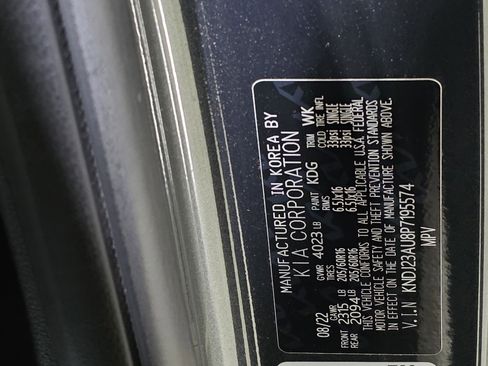 MANUFACTURED IN KOREA BY
KIA CORPORATION
08/22 GVWR 4023 LB PAINT KDG TRIM WK
GAWR TIRES RIMS COLD TIRE INFL
FRONT 2315 LB 205/60R16 6.5Jx16 33psi SINGLE
REAR 2094 LB 205/60R16 6.5Jx16 33psi SINGLE
THIS VEHICLE CONFORMS TO ALL APPLICABLE U.S.A. FEDERAL
MOTOR VEHICLE SAFETY AND THEFT PREVENTION STANDARDS
IN EFFECT ON THE DATE OF MANUFACTURE SHOWN ABOVE.
V.I.N KNDJ23AU8P7195574
MPV